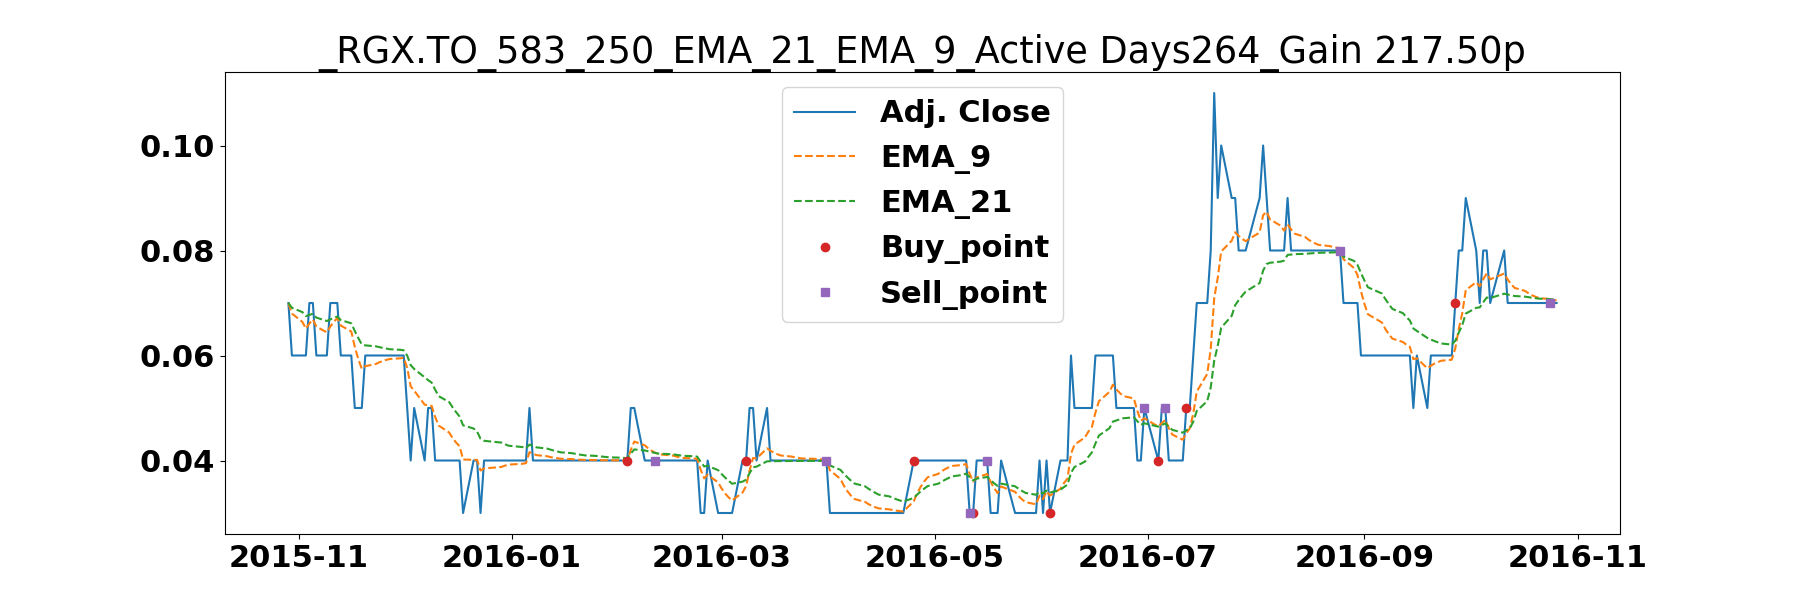 _RGX.TO_583_250_EMA_21_EMA_9_Active Days264_Gain 217.50p
Adj. Close
EMA_9
EMA_21
Buy_point
Sell_point
0.10
0.08
0.06
0.04
2015-11 2016-01 2016-03 2016-05 2016-07 2016-09 2016-11